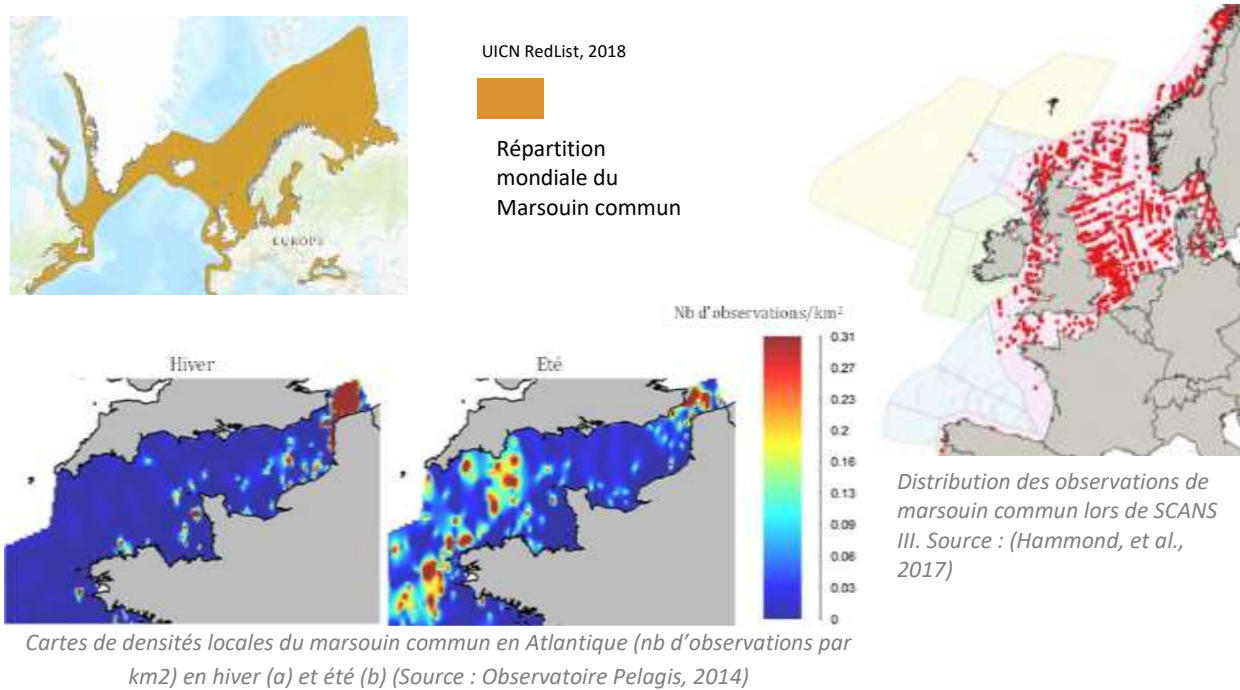 UICN RedList, 2018
Répartition
mondiale du
Marsouin commun
EUROPE
Nb d'observations/km²
Hiver
Eté
0.31
0.27
0.23
0.2
0.16
0.13
0.09
0.06
0.03
0
Distribution des observations de
marsouin commun lors de SCANS
III. Source : (Hammond, et al.,
2017)
Cartes de densités locales du marsouin commun en Atlantique (nb d'observations par
km2) en hiver (a) et été (b) (Source : Observatoire Pelagis, 2014)